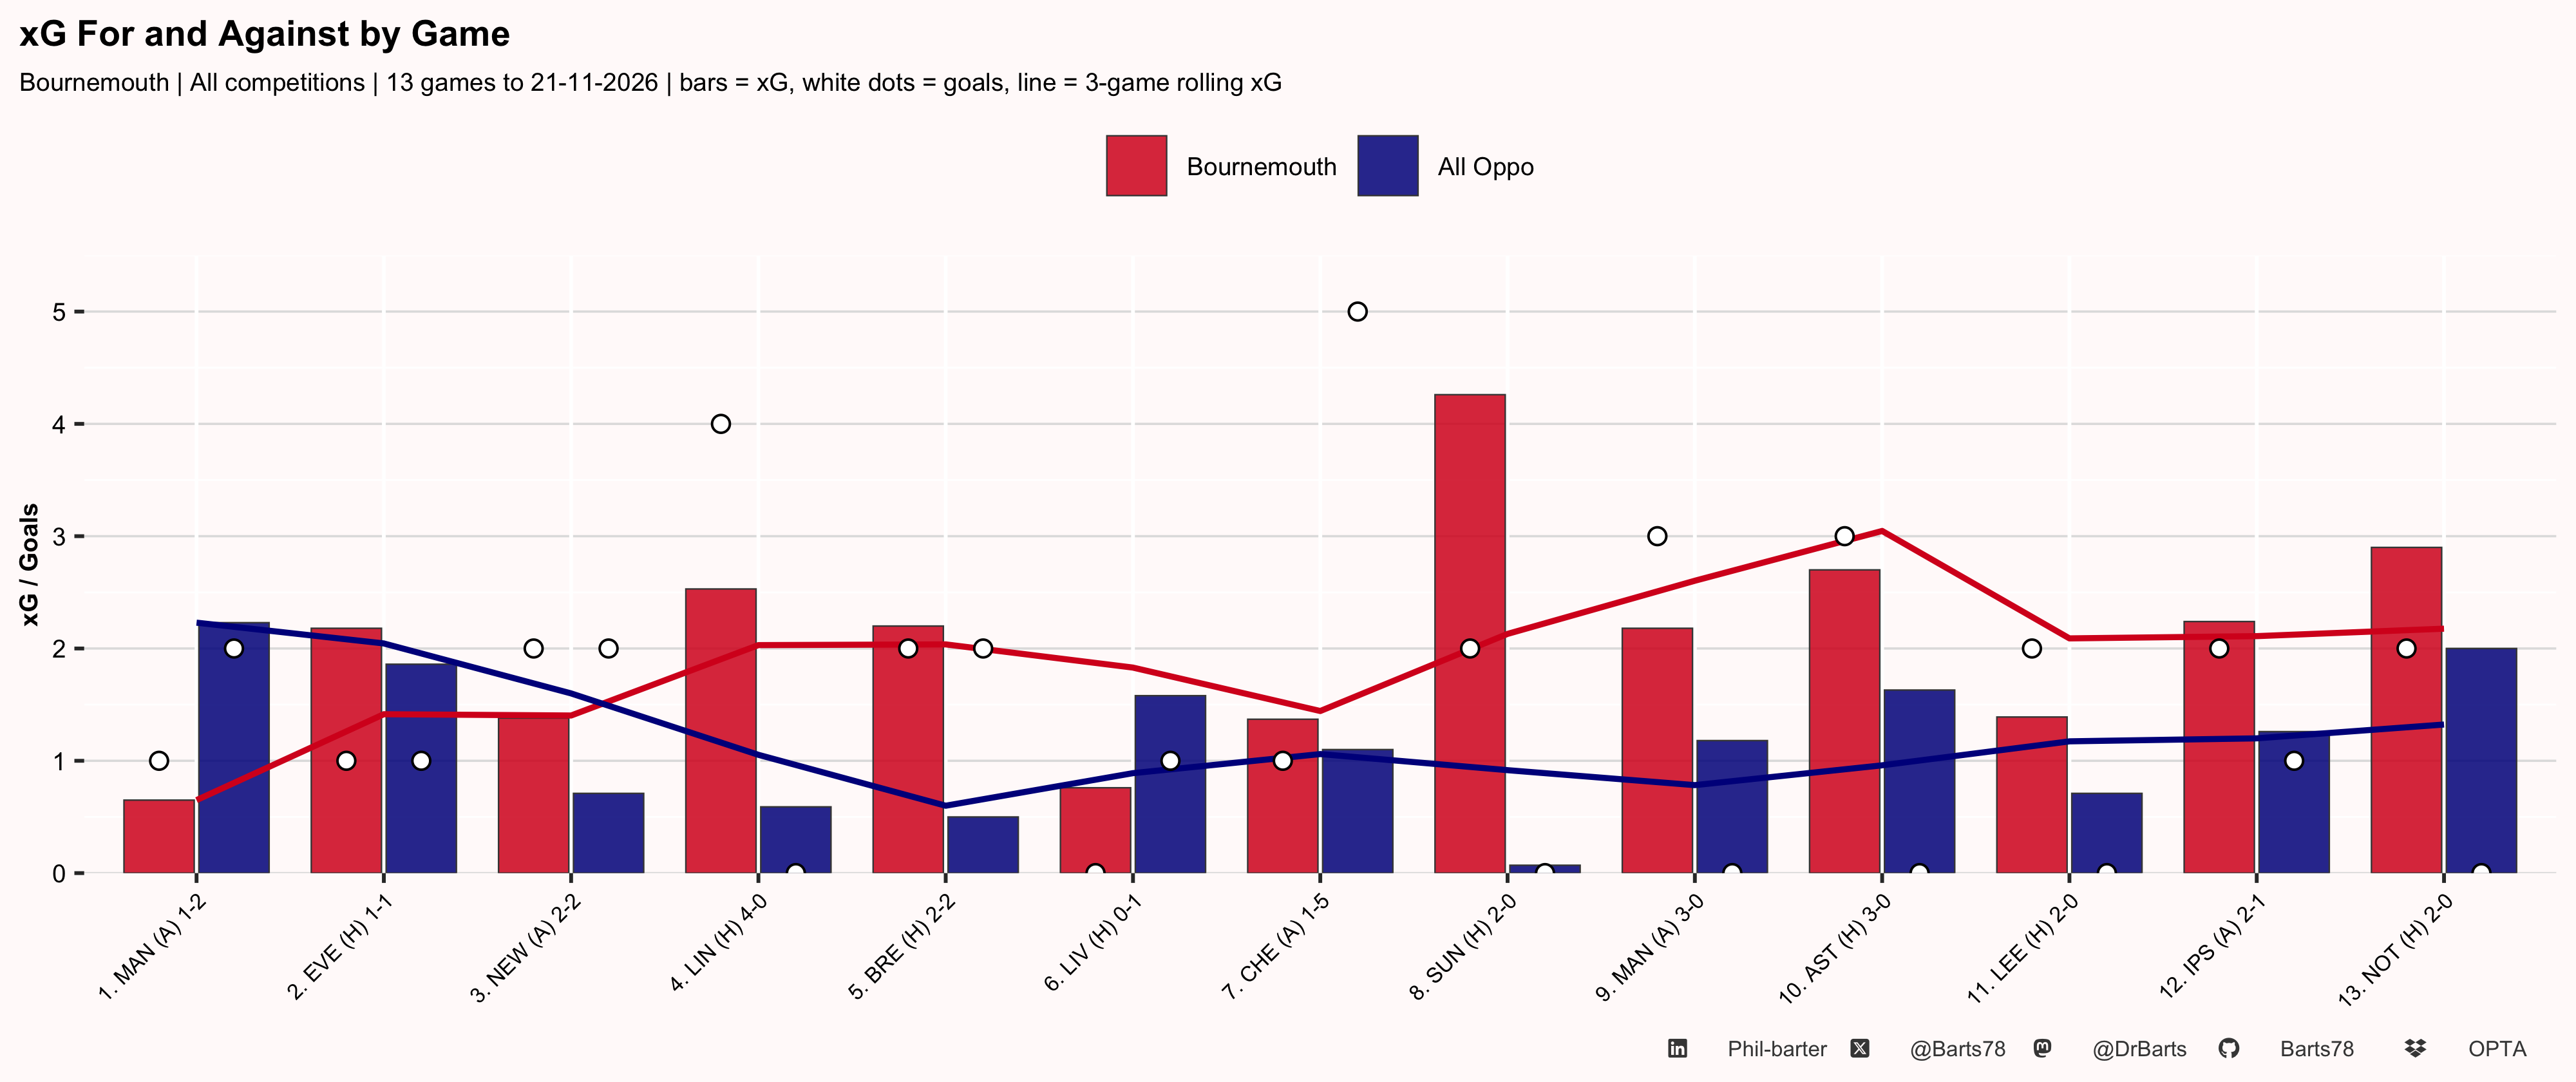 xG For and Against by Game
Bournemouth | All competitions | 13 games to 21-11-2026 | bars = xG, white dots = goals, line = 3-game rolling xG
Bournemouth
All Oppo
xG / Goals
5
4
3
2
1
0
1. MAN (A) 1-2
2. EVE (H) 1-1
3. NEW (A) 2-2
4. LIN (H) 4-0
5. BRE (H) 2-2
6. LIV (H) 0-1
7. CHE (A) 1-5
8. SUN (H) 2-0
9. MAN (A) 3-0
10. AST (H) 3-0
11. LEE (H) 2-0
12. IPS (A) 2-1
13. NOT (H) 2-0
Phil-barter @Barts78 @DrBarts Barts78 OPTA